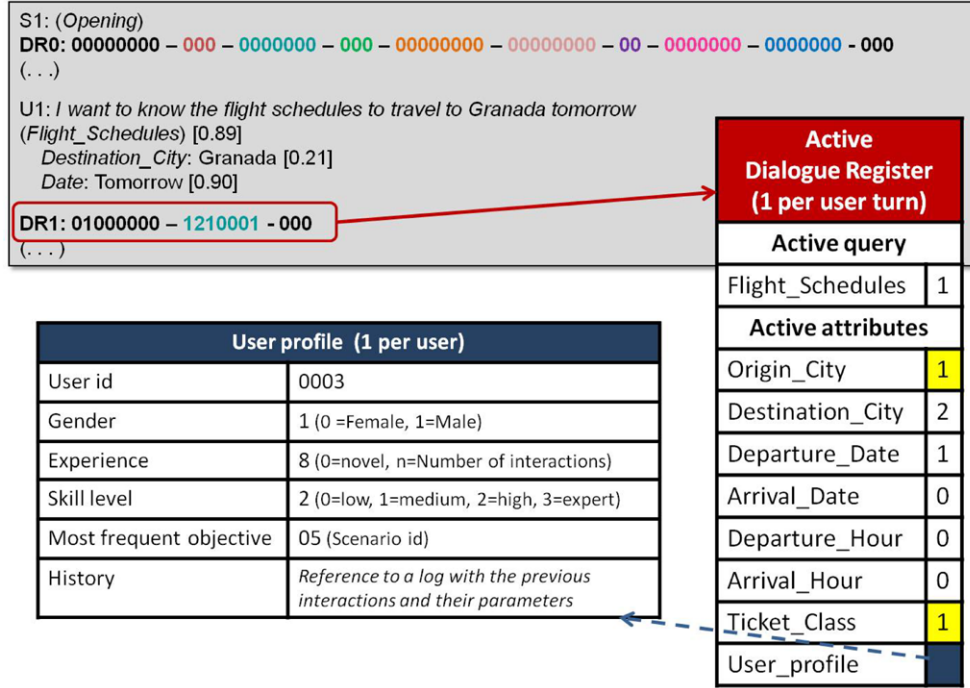 S1: (Opening)
DR0: 00000000 – 000 – 0000000 – 000 – 00000000 – 00000000 – 00 – 0000000 – 0000000 - 000
(. . .)
U1: I want to know the flight schedules to travel to Granada tomorrow
(Flight_Schedules) [0.89]
Destination_City: Granada [0.21]
Date: Tomorrow [0.90]
DR1: 01000000 – 1210001 - 000
(. . .)
Active
Dialogue Register
(1 per user turn)
Active query
Flight_Schedules 1
Active attributes
Origin_City 1
Destination_City 2
Departure_Date 1
Arrival_Date 0
Departure_Hour 0
Arrival_Hour 0
Ticket_Class 1
User_profile
User profile (1 per user)
User id 0003
Gender 1 (0 =Female, 1=Male)
Experience 8 (0=novel, n=Number of interactions)
Skill level 2 (0=low, 1=medium, 2=high, 3=expert)
Most frequent objective 05 (Scenario id)
History Reference to a log with the previous
interactions and their parameters